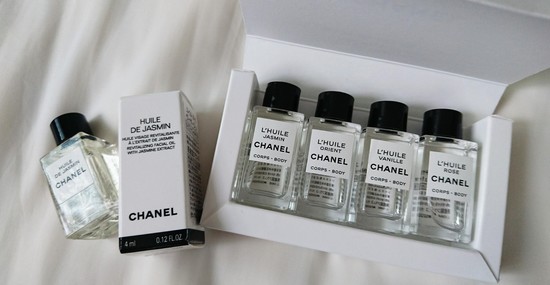 HUILE
DE JASMIN
CHANEL
HUILE
DE JASMIN
HUILE VISAGE REVITALISANTE
À L'EXTRAIT DE JASMIN
REVITALIZING FACIAL OIL
WITH JASMINE EXTRACT
CHANEL
4 ml 0.12 FL.OZ
L'HUILE
JASMIN
CHANEL
CORPS - BODY
L'HUILE
ORIENT
CHANEL
CORPS - BODY
L'HUILE
VANILLE
CHANEL
CORPS - BODY
L'HUILE
ROSE
CHANEL
CORPS - BODY